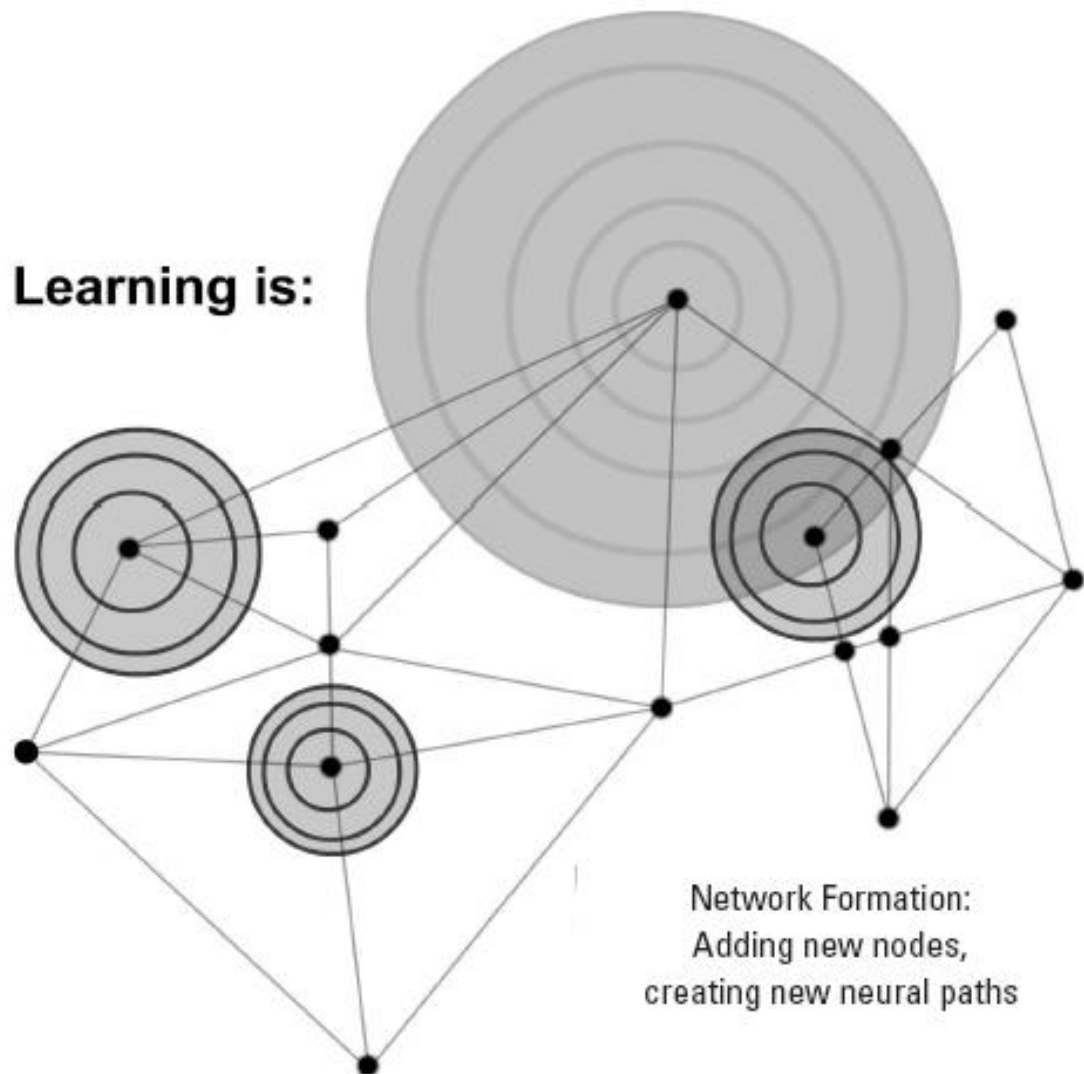 Learning is:
Network Formation:
Adding new nodes,
creating new neural paths